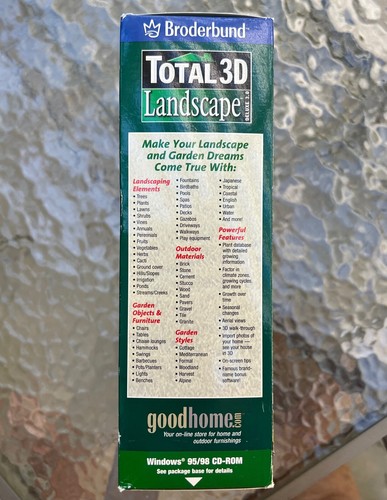 Broderbund®
TOTAL 3D
Landscape
DELUXE 3.0
Make Your Landscape
and Garden Dreams
Come True With:
Landscaping
Elements
• Trees
• Plants
• Lawns
• Shrubs
• Vines
• Annuals
• Perennials
• Fruits
• Vegetables
• Herbs
• Cacti
• Ground cover
• Hills/Slopes
• Irrigation
• Ponds
• Streams/Creeks
Garden
Objects &
Furniture
• Chairs
• Tables
• Chaise lounges
• Hammocks
• Swings
• Barbecues
• Pots/Planters
• Lights
• Benches
• Fountains
• Birdbaths
• Pools
• Spas
• Patios
• Decks
• Gazebos
• Driveways
• Walkways
• Play equipment
Outdoor
Materials
• Brick
• Stone
• Cement
• Stucco
• Wood
• Sand
• Pavers
• Gravel
• Tile
• Granite
Garden
Styles
• Cottage
• Mediterranean
• Formal
• Woodland
• Harvest
• Alpine
• Japanese
• Tropical
• Coastal
• English
• Urban
• Water
• And more!
Powerful
Features
• Plant database
with detailed
growing
information
• Factor in
climate zones,
growing cycles
and more
• Growth over
time
• Seasonal
changes
• Aerial views
• 3D walk-through
• Import photos of
your home —
see your house
in 3D
• On-screen help
• Famous brand-
name bonus
software!
goodhome.com
Your on-line store for home and
outdoor furnishings
Windows® 95/98 CD-ROM
See package base for details